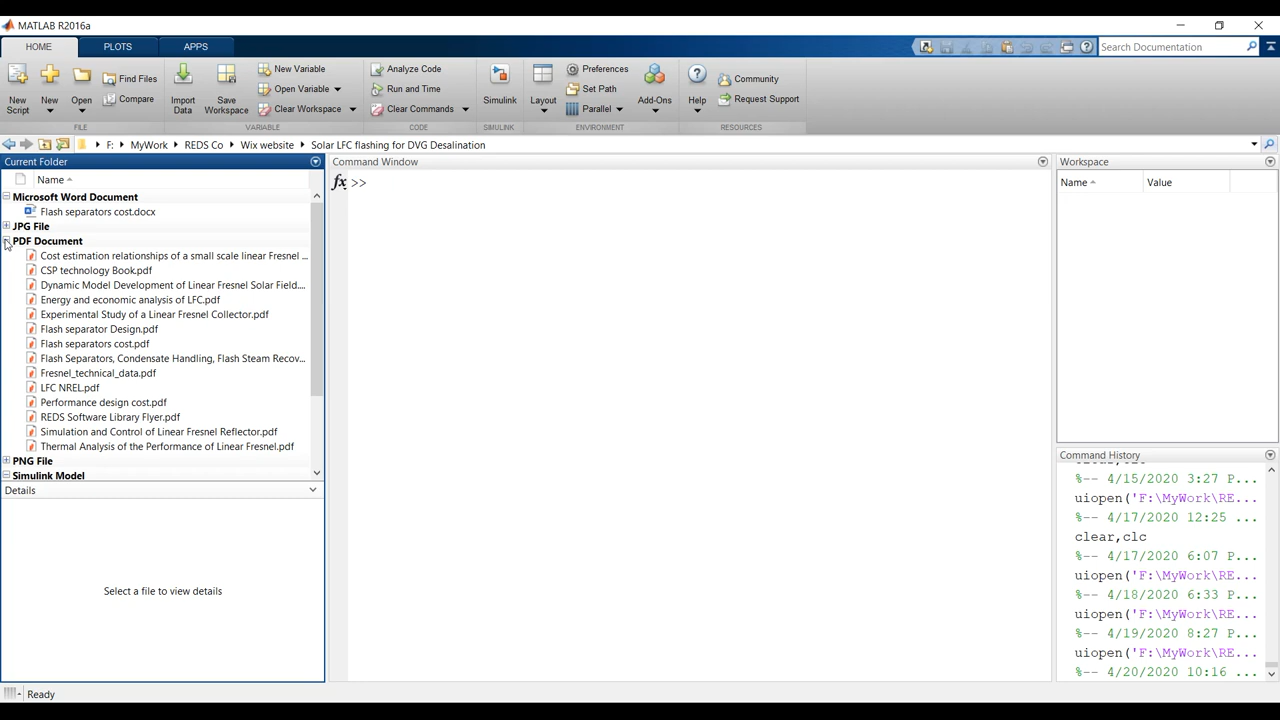 MATLAB R2016a
HOME
PLOTS
APPS
Search Documentation
New Script
New
Open
Find Files
Compare
FILE
Import Data
Save Workspace
New Variable
Open Variable
Clear Workspace
VARIABLE
Analyze Code
Run and Time
Clear Commands
CODE
Simulink
SIMULINK
Layout
Preferences
Set Path
Parallel
Add-Ons
ENVIRONMENT
Help
Community
Request Support
RESOURCES
F: MyWork REDS Co Wix website Solar LFC flashing for DVG Desalination
Current Folder
Name
Microsoft Word Document
Flash separators cost.docx
JPG File
PDF Document
Cost estimation relationships of a small scale linear Fresnel ...
CSP technology Book.pdf
Dynamic Model Development of Linear Fresnel Solar Field....
Energy and economic analysis of LFC.pdf
Experimental Study of a Linear Fresnel Collector.pdf
Flash separator Design.pdf
Flash separators cost.pdf
Flash Separators, Condensate Handling, Flash Steam Recov...
Fresnel_technical_data.pdf
LFC NREL.pdf
Performance design cost.pdf
REDS Software Library Flyer.pdf
Simulation and Control of Linear Fresnel Reflector.pdf
Thermal Analysis of the Performance of Linear Fresnel.pdf
PNG File
Simulink Model
Details
Select a file to view details
Ready
Command Window
fx >>
Workspace
Name
Value
Command History
clear,clc
%-- 4/15/2020 3:27 P...
uiopen('F:\MyWork\RE...
%-- 4/17/2020 12:25 ...
clear,clc
%-- 4/17/2020 6:07 P...
uiopen('F:\MyWork\RE...
%-- 4/18/2020 6:33 P...
uiopen('F:\MyWork\RE...
%-- 4/19/2020 8:27 P...
uiopen('F:\MyWork\RE...
%-- 4/20/2020 10:16 ...